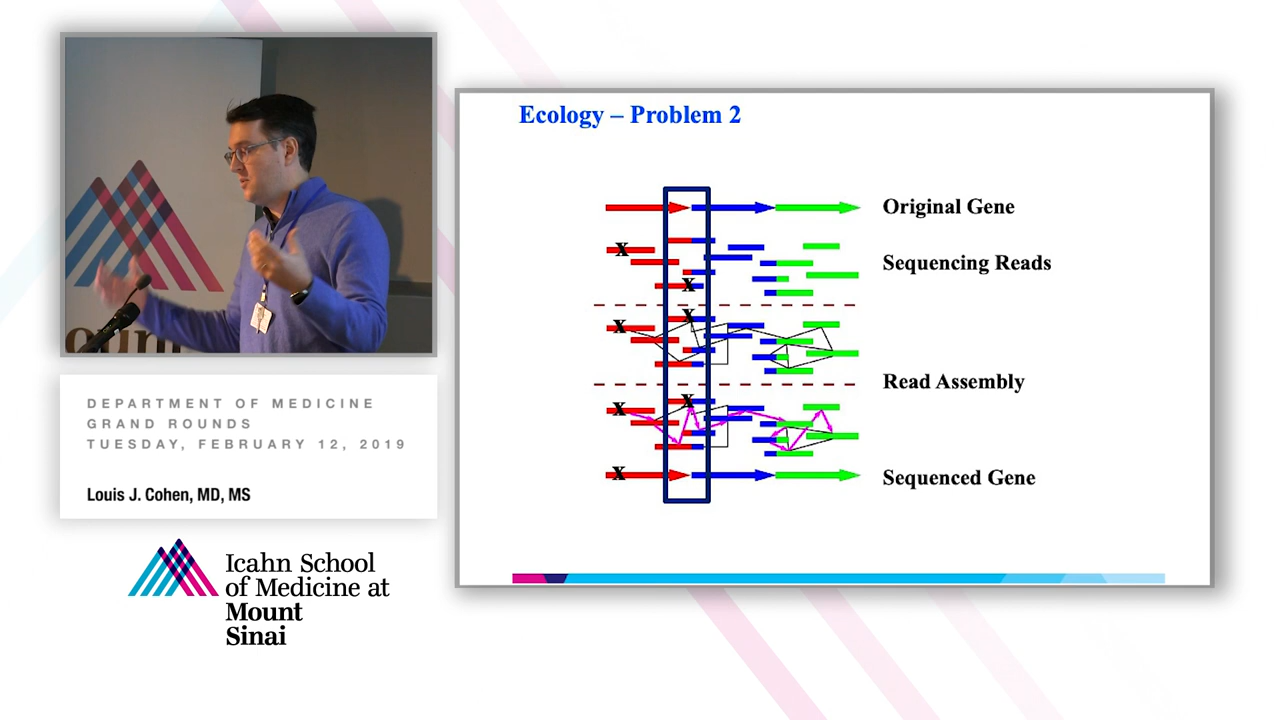 Ecology – Problem 2
Original Gene
X
Sequencing Reads
X
X
X
Read Assembly
X
X
X
Sequenced Gene
DEPARTMENT OF MEDICINE
GRAND ROUNDS
TUESDAY, FEBRUARY 12, 2019
Louis J. Cohen, MD, MS
Icahn School
of Medicine at
Mount
Sinai